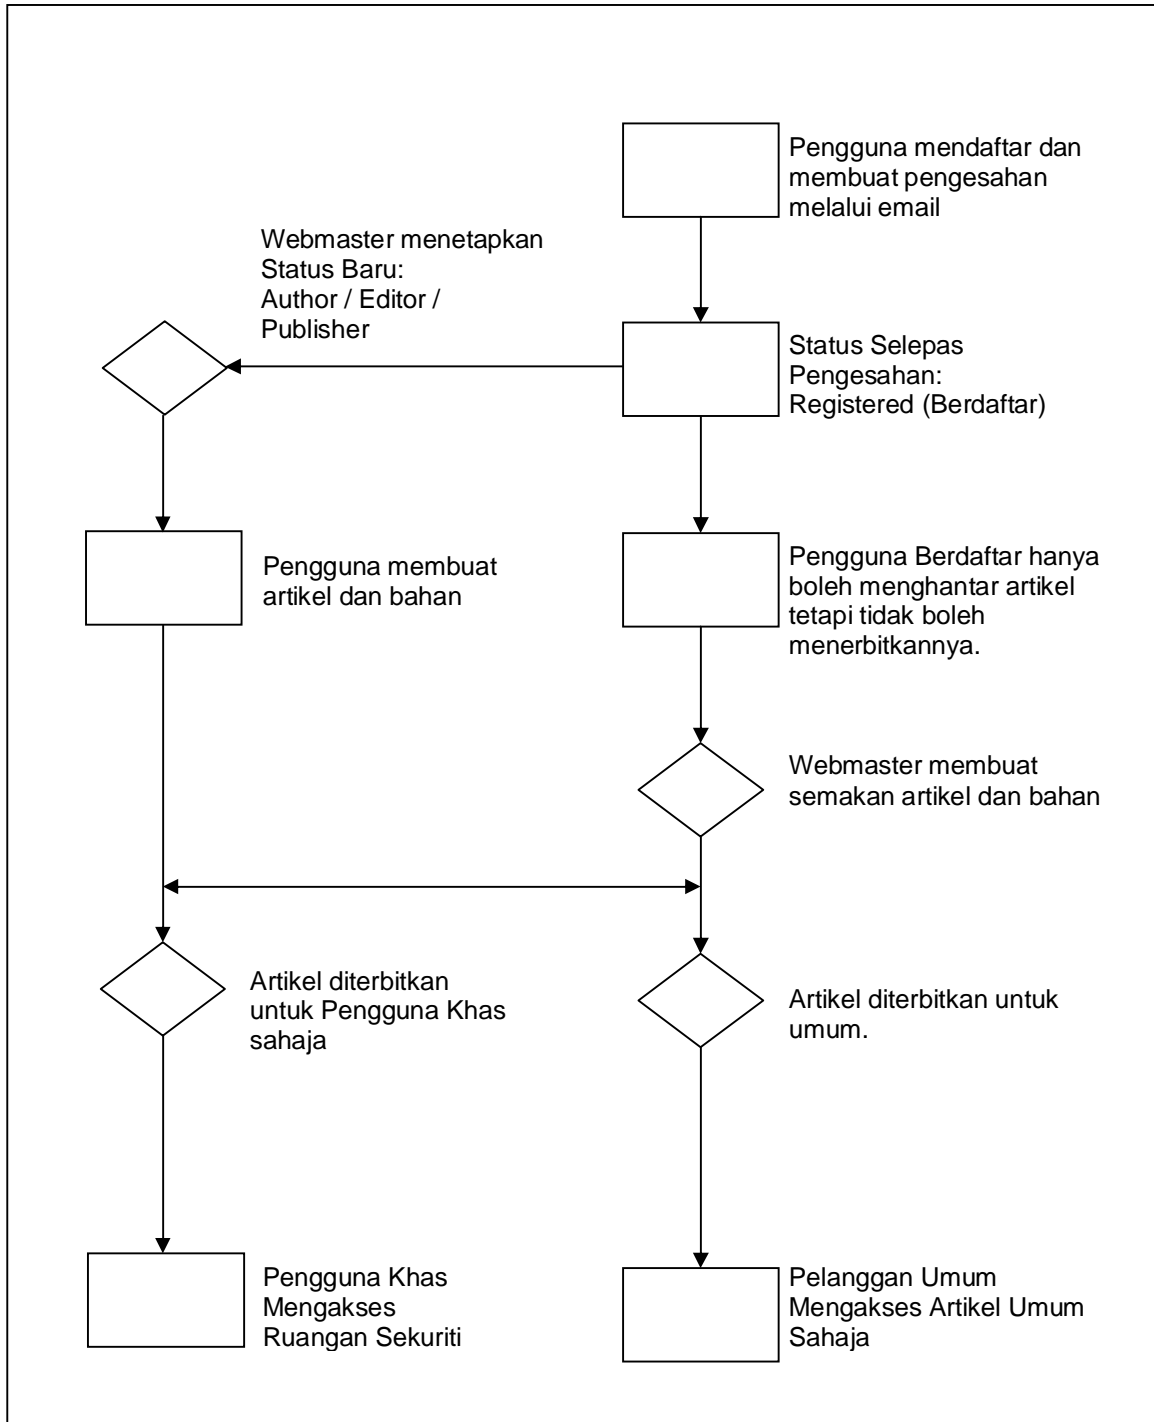 Pengguna mendaftar dan
membuat pengesahan
melalui email
Webmaster menetapkan
Status Baru:
Author / Editor /
Publisher
Status Selepas
Pengesahan:
Registered (Berdaftar)
Pengguna membuat
artikel dan bahan
Pengguna Berdaftar hanya
boleh menghantar artikel
tetapi tidak boleh
menerbitkannya.
Webmaster membuat
semakan artikel dan bahan
Artikel diterbitkan
untuk Pengguna Khas
sahaja
Artikel diterbitkan untuk
umum.
Pengguna Khas
Mengakses
Ruangan Sekuriti
Pelanggan Umum
Mengakses Artikel Umum
Sahaja